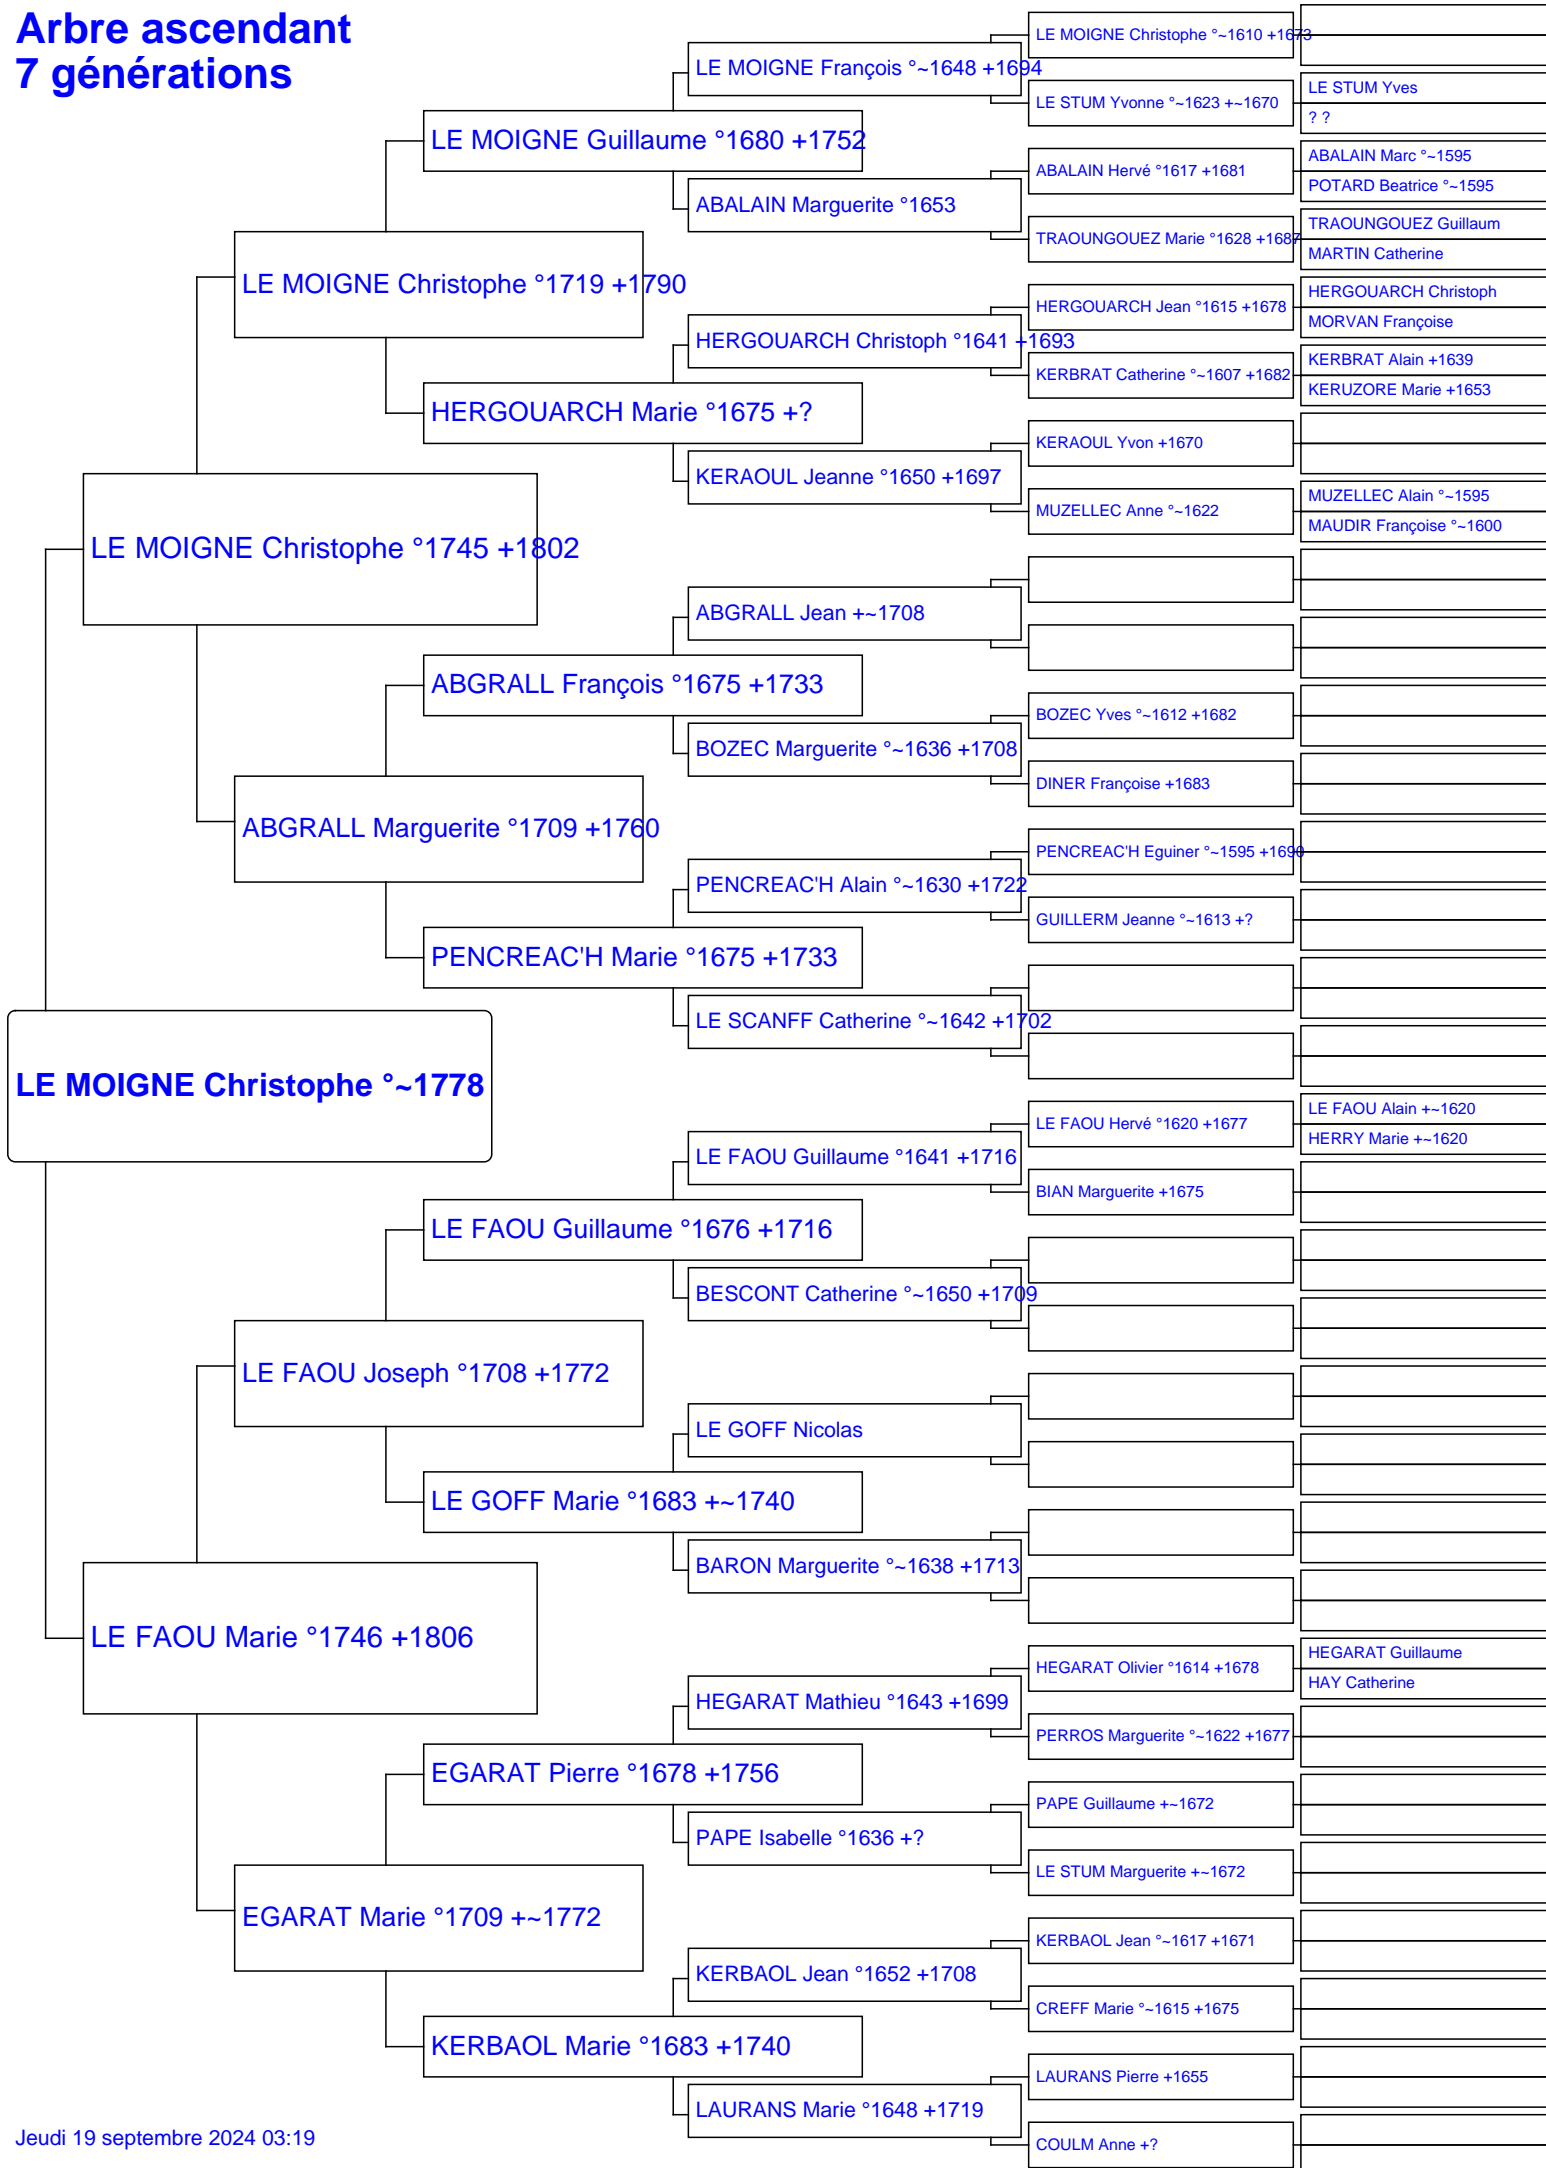 Arbre ascendant
7 générations
LE MOIGNE Christophe °~1610 +1673
LE MOIGNE François °~1648 +1694
LE STUM Yves
LE STUM Yvonne °~1623 +~1670
? ?
LE MOIGNE Guillaume °1680 +1752
ABALAIN Marc °~1595
ABALAIN Hervé °1617 +1681
POTARD Beatrice °~1595
ABALAIN Marguerite °1653
TRAOUNGOUEZ Guillaum
TRAOUNGOUEZ Marie °1628 +1687
MARTIN Catherine
LE MOIGNE Christophe °1719 +1790
HERGOUARCH Christoph
HERGOUARCH Jean °1615 +1678
MORVAN Françoise
HERGOUARCH Christoph °1641 +1693
KERBRAT Alain +1639
KERBRAT Catherine °~1607 +1682
KERUZORE Marie +1653
HERGOUARCH Marie °1675 +?
KERAOUL Yvon +1670
KERAOUL Jeanne °1650 +1697
MUZELLEC Alain °~1595
MUZELLEC Anne °~1622
MAUDIR Françoise °~1600
LE MOIGNE Christophe °1745 +1802
ABGRALL Jean +~1708
ABGRALL François °1675 +1733
BOZEC Yves °~1612 +1682
BOZEC Marguerite °~1636 +1708
DINER Françoise +1683
ABGRALL Marguerite °1709 +1760
PENCREAC'H Eguiner °~1595 +1690
PENCREAC'H Alain °~1630 +1722
GUILLERM Jeanne °~1613 +?
PENCREAC'H Marie °1675 +1733
LE SCANFF Catherine °~1642 +1702
LE MOIGNE Christophe °~1778
LE FAOU Alain +~1620
LE FAOU Hervé °1620 +1677
HERRY Marie +~1620
LE FAOU Guillaume °1641 +1716
BIAN Marguerite +1675
LE FAOU Guillaume °1676 +1716
BESCONT Catherine °~1650 +1709
LE FAOU Joseph °1708 +1772
LE GOFF Nicolas
LE GOFF Marie °1683 +~1740
BARON Marguerite °~1638 +1713
LE FAOU Marie °1746 +1806
HEGARAT Guillaume
HEGARAT Olivier °1614 +1678
HAY Catherine
HEGARAT Mathieu °1643 +1699
PERROS Marguerite °~1622 +1677
EGARAT Pierre °1678 +1756
PAPE Guillaume +~1672
PAPE Isabelle °1636 +?
LE STUM Marguerite +~1672
EGARAT Marie °1709 +~1772
KERBAOL Jean °~1617 +1671
KERBAOL Jean °1652 +1708
CREFF Marie °~1615 +1675
KERBAOL Marie °1683 +1740
LAURANS Pierre +1655
LAURANS Marie °1648 +1719
COULM Anne +?
Jeudi 19 septembre 2024 03:19